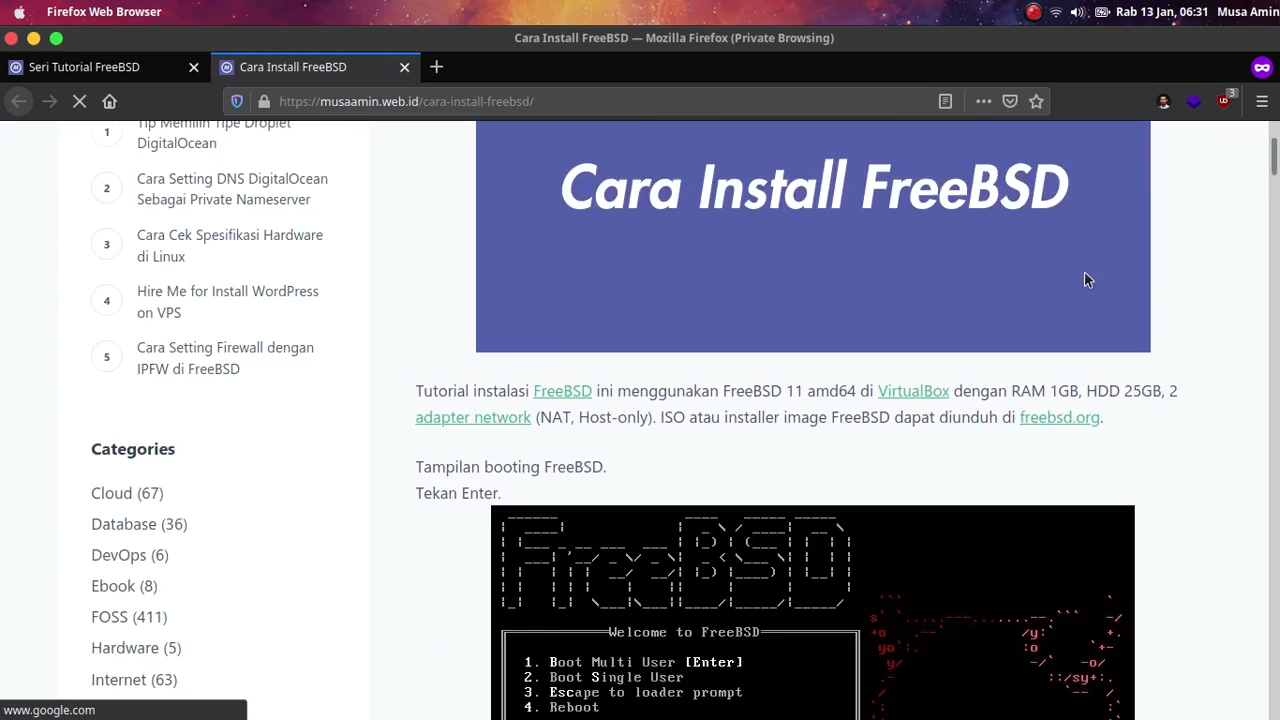 Firefox Web Browser
Rab 13 Jan, 06:31 Musa Amin
Cara Install FreeBSD — Mozilla Firefox (Private Browsing)
Seri Tutorial FreeBSD
Cara Install FreeBSD
https://musaamin.web.id/cara-install-freebsd/
3
1
Tip Memilih Tipe Droplet
DigitalOcean
2
Cara Setting DNS DigitalOcean
Sebagai Private Nameserver
3
Cara Cek Spesifikasi Hardware
di Linux
4
Hire Me for Install WordPress
on VPS
5
Cara Setting Firewall dengan
IPFW di FreeBSD
Categories
Cloud (67)
Database (36)
DevOps (6)
Ebook (8)
FOSS (411)
Hardware (5)
Internet (63)
Cara Install FreeBSD
Tutorial instalasi FreeBSD ini menggunakan FreeBSD 11 amd64 di VirtualBox dengan RAM 1GB, HDD 25GB, 2
adapter network (NAT, Host-only). ISO atau installer image FreeBSD dapat diunduh di freebsd.org.
Tampilan booting FreeBSD.
Tekan Enter.
FreeBSD
Welcome to FreeBSD
1. Boot Multi User [Enter]
2. Boot Single User
3. Escape to loader prompt
4. Reboot
www.google.com